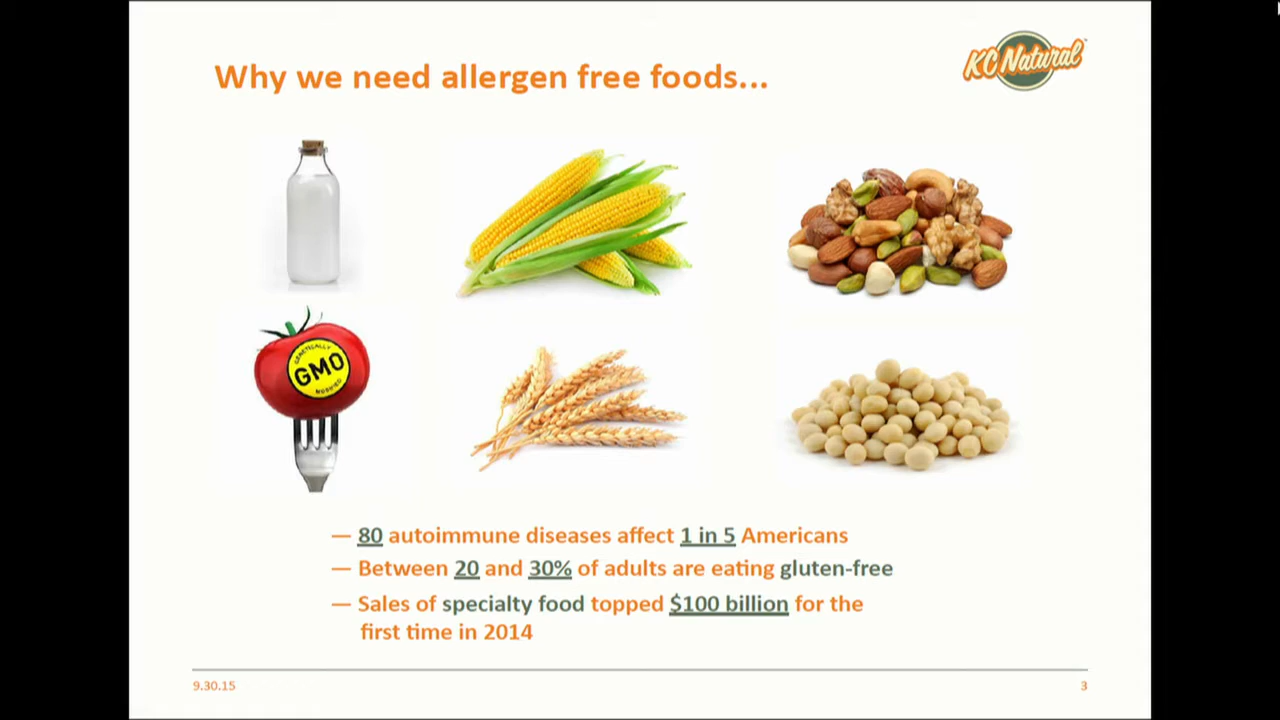 KC Natural
Why we need allergen free foods...
GENETICALLY
GMO
MODIFIED
— 80 autoimmune diseases affect 1 in 5 Americans
— Between 20 and 30% of adults are eating gluten-free
— Sales of specialty food topped $100 billion for the
first time in 2014
9.30.15
3